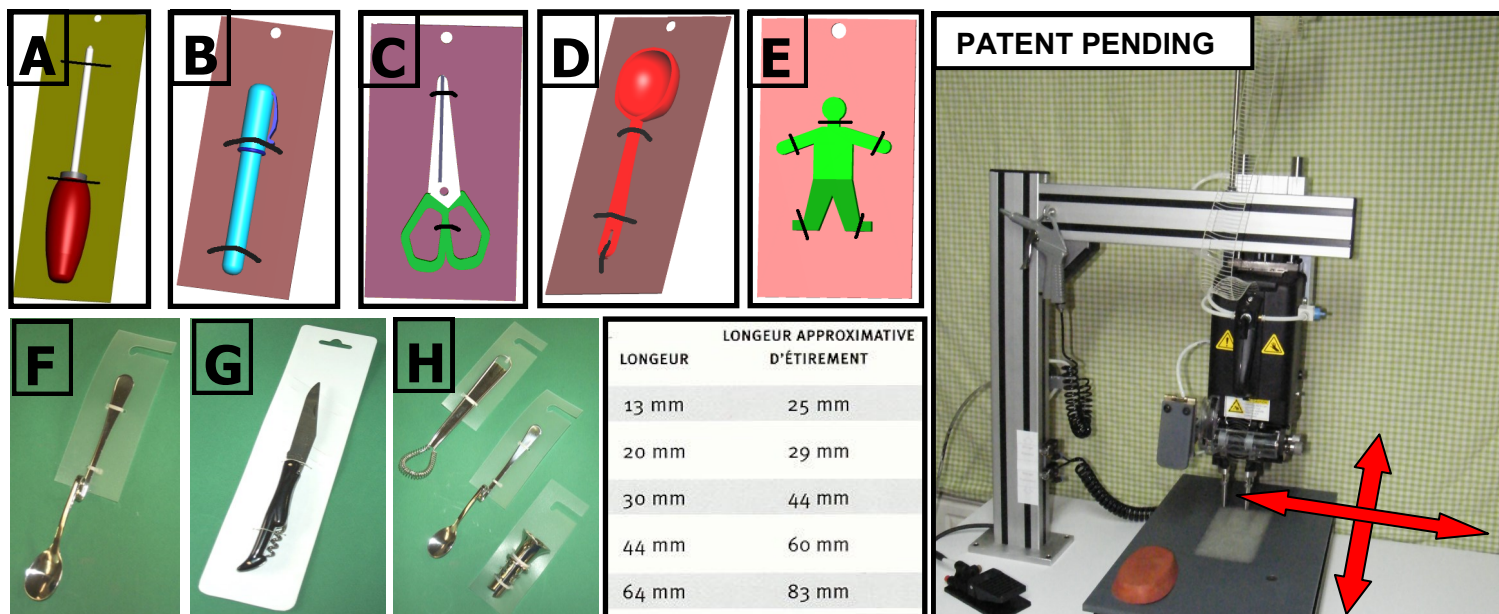 A
B
C
D
E
PATENT PENDING
F
G
H
LONGEUR
LONGEUR APPROXIMATIVE
D'ÉTIREMENT
13 mm 25 mm
20 mm 29 mm
30 mm 44 mm
44 mm 60 mm
64 mm 83 mm